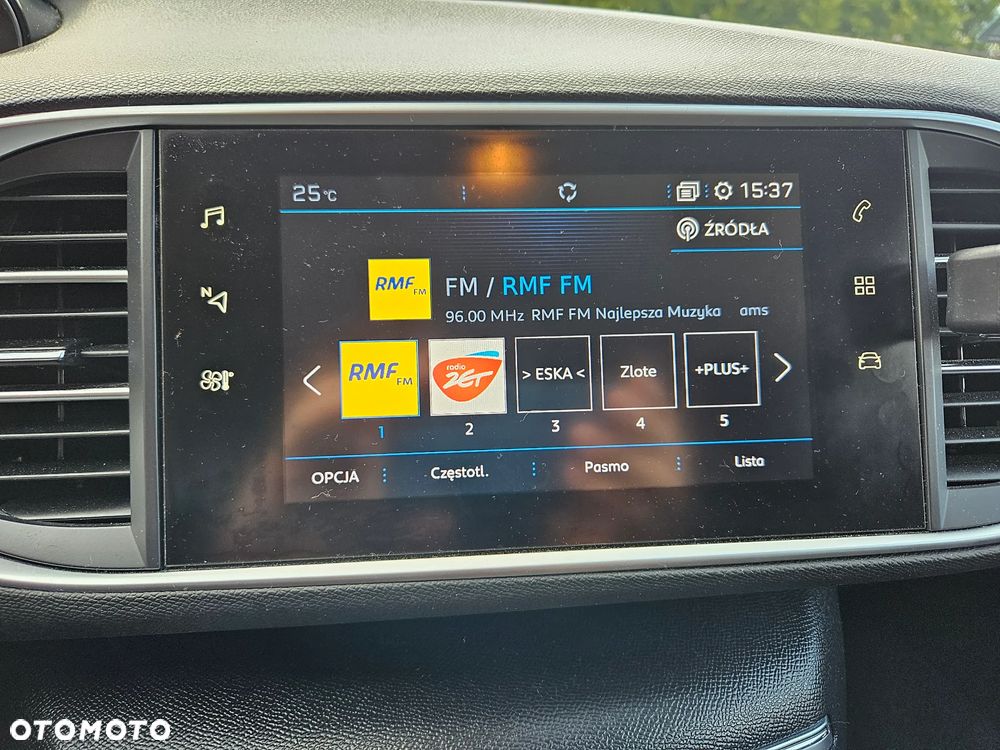 25°C
15:37
ŹRÓDŁA
RMF FM
FM / RMF FM
96.00 MHz RMF FM Najlepsza Muzyka ams
N
RMF FM
radio ZET
> ESKA <
Zlote
+PLUS+
1 2 3 4 5
OPCJA Częstotl. Pasmo Lista
OTOMOTO